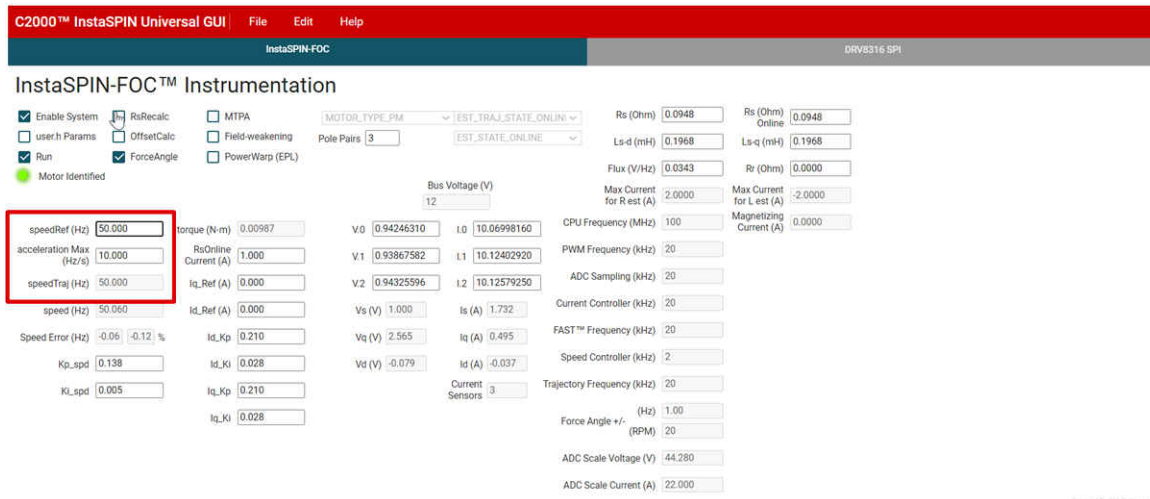 C2000™ InstaSPIN Universal GUI File Edit Help
InstaSPIN-FOC DRV8316 SPI
InstaSPIN-FOC™ Instrumentation
Enable System RsRecalc MTPA MOTOR_TYPE_PM EST_TRAJ_STATE_ONLINE Rs (Ohm) 0.0948 Rs (Ohm) Online 0.0948
user.h Params OffsetCalc Field-weakening Pole Pairs 3 EST_STATE_ONLINE Ls-d (mH) 0.1968 Ls-q (mH) 0.1968
Run ForceAngle PowerWarp (EPL) Flux (V/Hz) 0.0343 Rr (Ohm) 0.0000
Motor Identified Bus Voltage (V) Max Current for R est (A) 2.0000 Max Current for L est (A) -2.0000
12
speedRef (Hz) 50.000 torque (N-m) 0.00987 V.0 0.94246310 I.0 10.06998160 CPU Frequency (MHz) 100 Magnetizing Current (A) 0.0000
acceleration Max (Hz/s) 10.000 RsOnline Current (A) 1.000 V.1 0.93867582 I.1 10.12402920 PWM Frequency (kHz) 20
speedTraj (Hz) 50.000 Iq_Ref (A) 0.000 V.2 0.94325596 I.2 10.12579250 ADC Sampling (kHz) 20
speed (Hz) 50.060 Id_Ref (A) 0.000 Vs (V) 1.000 Is (A) 1.732 Current Controller (kHz) 20
Speed Error (Hz) -0.06 -0.12 % Id_Kp 0.210 Vq (V) 2.565 Iq (A) 0.495 FAST™ Frequency (kHz) 20
Kp_spd 0.138 Id_Ki 0.028 Vd (V) -0.079 Id (A) -0.037 Speed Controller (kHz) 2
Ki_spd 0.005 Iq_Kp 0.210 Current Sensors 3 Trajectory Frequency (kHz) 20
Iq_Ki 0.028 Force Angle +/- (Hz) 1.00
(RPM) 20
ADC Scale Voltage (V) 44.280
ADC Scale Current (A) 22.000